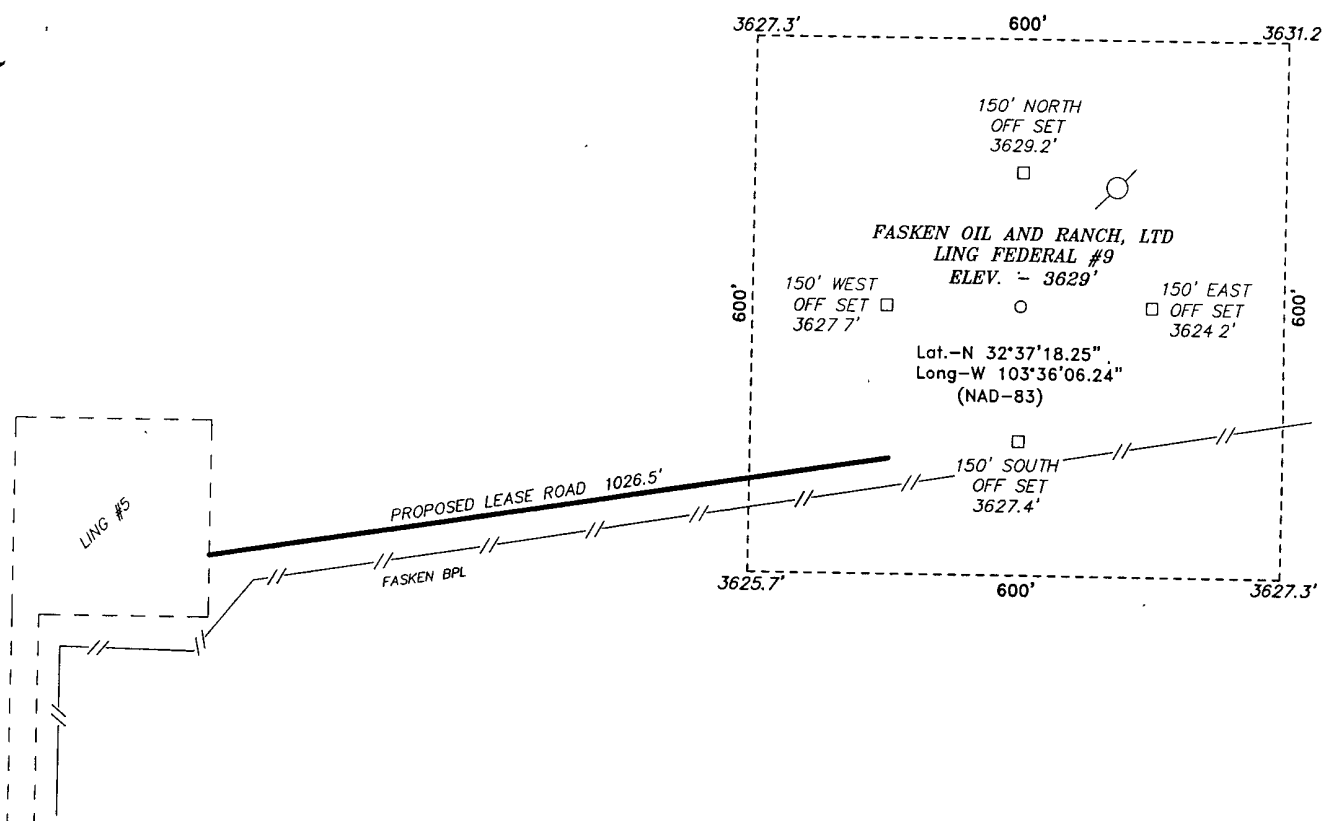 3627.3'
600'
3631.2
150' NORTH
OFF SET
3629.2'
FASKEN OIL AND RANCH, LTD
LING FEDERAL #9
ELEV. - 3629'
600'
150' WEST
OFF SET
3627 7'
150' EAST
OFF SET
3624 2'
600'
Lat.-N 32°37'18.25"
Long-W 103°36'06.24"
(NAD-83)
150' SOUTH
OFF SET
3627.4'
PROPOSED LEASE ROAD 1026.5'
LING #5
FASKEN BPL
3625.7'
600'
3627.3'